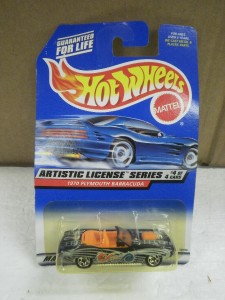 GUARANTEED
FOR LIFE
Hot Wheels
MATTEL
ARTISTIC LICENSE SERIES
#4 OF
4 CARS
1970 PLYMOUTH BARRACUDA